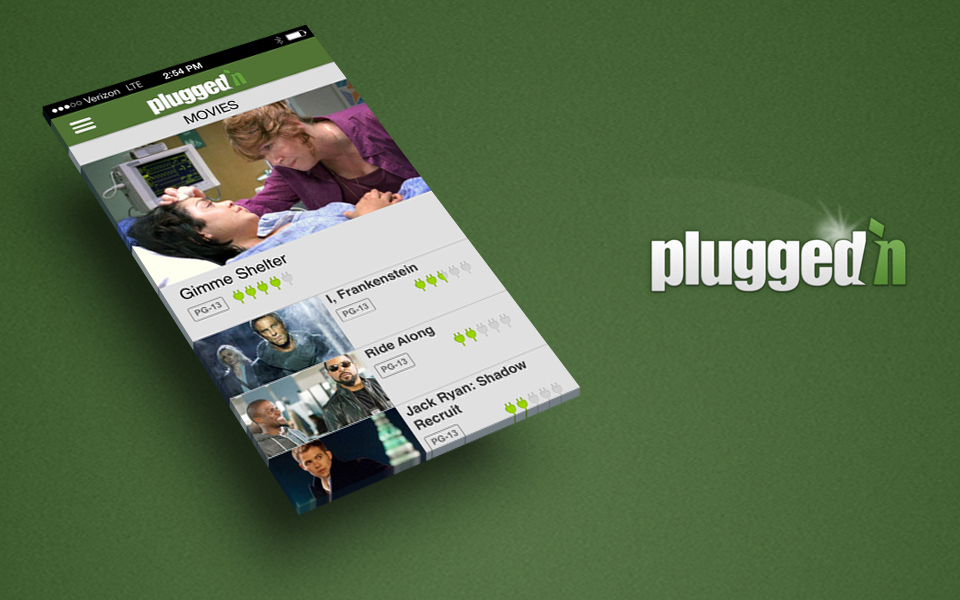 ●●●○○ Verizon LTE 2:54 PM
plugged in
MOVIES
Gimme Shelter
PG-13
I, Frankenstein
PG-13
Ride Along
PG-13
Jack Ryan: Shadow
Recruit
PG-13
plugged in